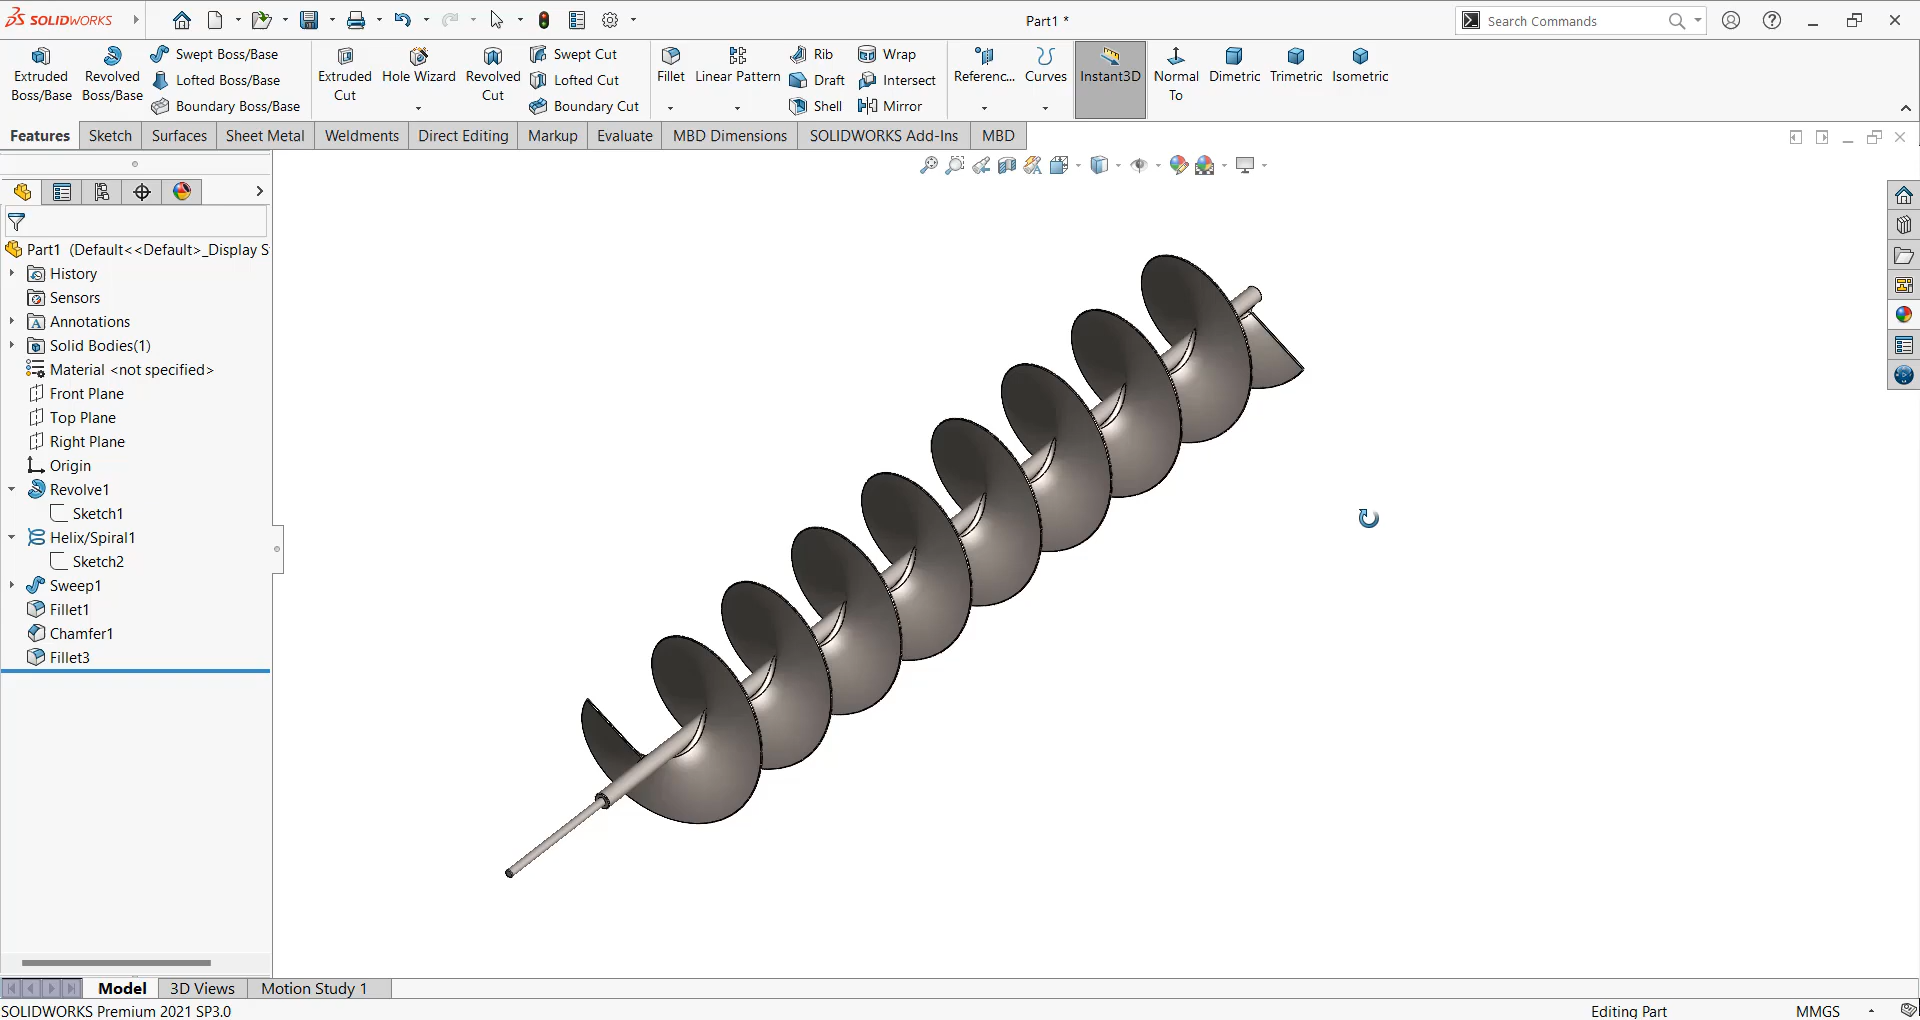 SOLIDWORKS
Part1 *
Search Commands
Extruded Boss/Base
Revolved Boss/Base
Swept Boss/Base
Lofted Boss/Base
Boundary Boss/Base
Extruded Cut
Hole Wizard
Revolved Cut
Swept Cut
Lofted Cut
Boundary Cut
Fillet
Linear Pattern
Rib
Draft
Shell
Wrap
Intersect
Mirror
Referenc...
Curves
Instant3D
Normal To
Dimetric
Trimetric
Isometric
Features
Sketch
Surfaces
Sheet Metal
Weldments
Direct Editing
Markup
Evaluate
MBD Dimensions
SOLIDWORKS Add-Ins
MBD
Part1 (Default<<Default>_Display S
History
Sensors
Annotations
Solid Bodies(1)
Material <not specified>
Front Plane
Top Plane
Right Plane
Origin
Revolve1
Sketch1
Helix/Spiral1
Sketch2
Sweep1
Fillet1
Chamfer1
Fillet3
Model
3D Views
Motion Study 1
SOLIDWORKS Premium 2021 SP3.0
Editing Part
MMGS